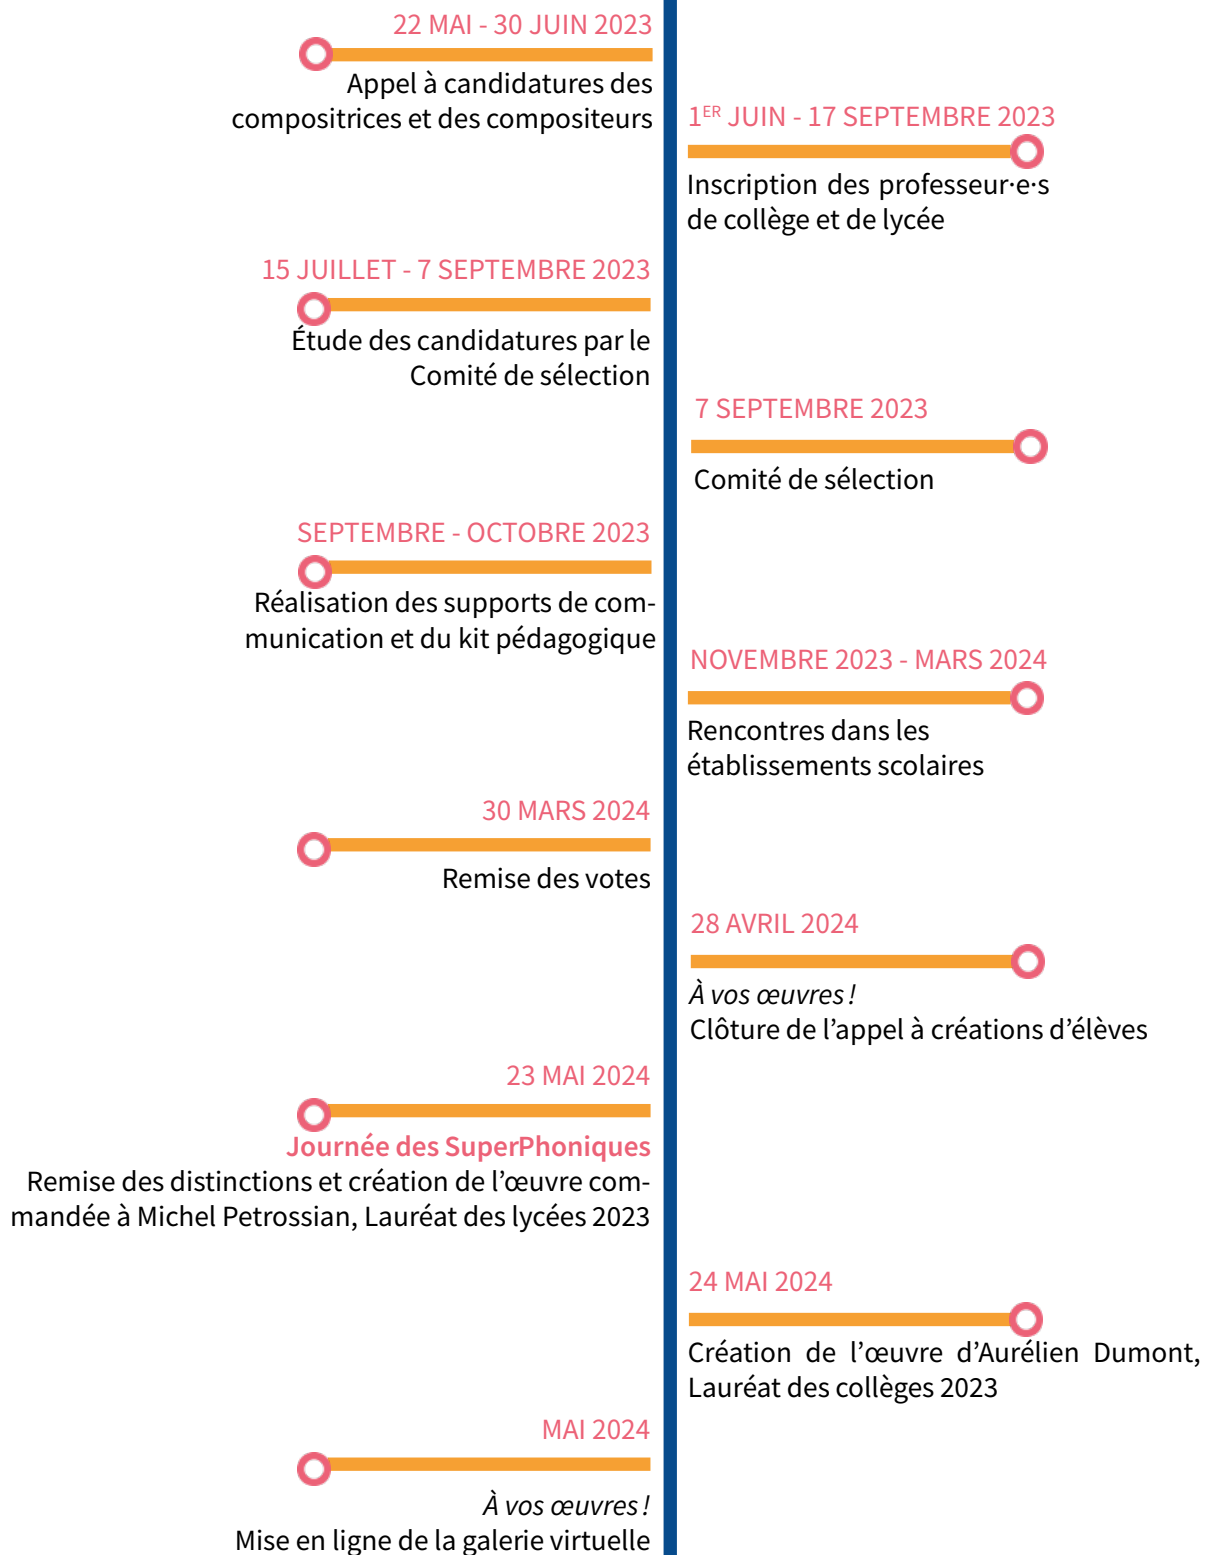 22 MAI - 30 JUIN 2023
Appel à candidatures des
compositrices et des compositeurs
1ER JUIN - 17 SEPTEMBRE 2023
Inscription des professeur·e·s
de collège et de lycée
15 JUILLET - 7 SEPTEMBRE 2023
Étude des candidatures par le
Comité de sélection
7 SEPTEMBRE 2023
Comité de sélection
SEPTEMBRE - OCTOBRE 2023
Réalisation des supports de com-
munication et du kit pédagogique
NOVEMBRE 2023 - MARS 2024
Rencontres dans les
établissements scolaires
30 MARS 2024
Remise des votes
28 AVRIL 2024
À vos œuvres !
Clôture de l’appel à créations d’élèves
23 MAI 2024
Journée des SuperPhoniques
Remise des distinctions et création de l’œuvre com-
mandée à Michel Petrossian, Lauréat des lycées 2023
24 MAI 2024
Création de l’œuvre d’Aurélien Dumont,
Lauréat des collèges 2023
MAI 2024
À vos œuvres !
Mise en ligne de la galerie virtuelle